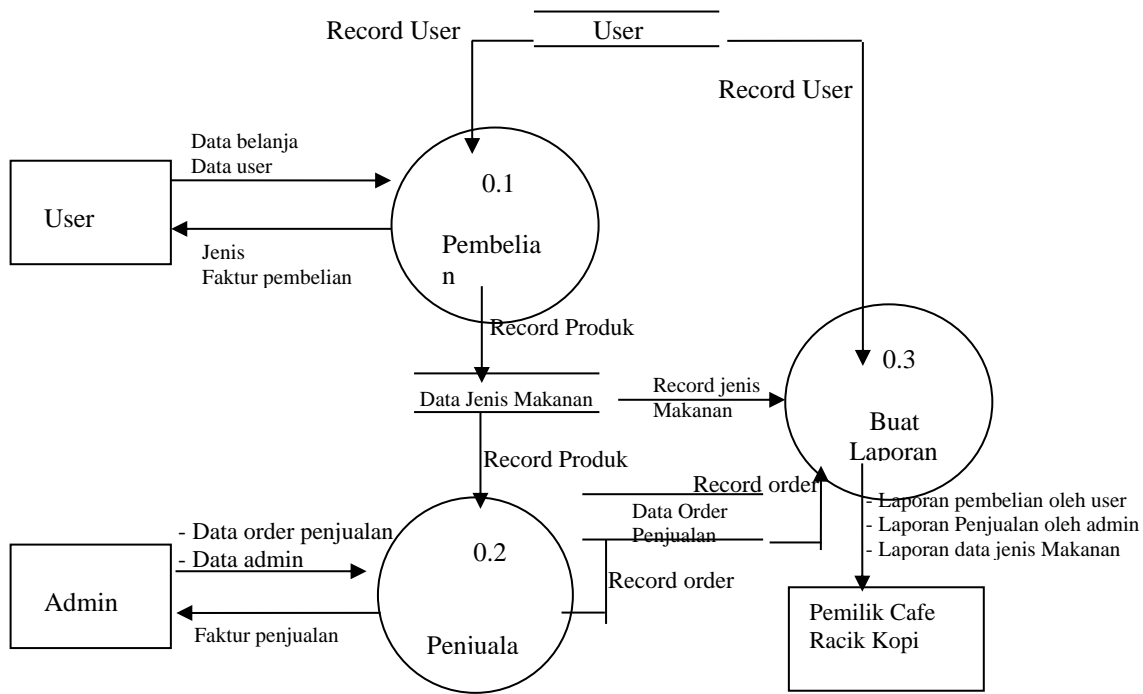 Record User
User
Record User
Data belanja
Data user
User
Jenis
Faktur pembelian
0.1
Pembelia
n
Record Produk
Data Jenis Makanan
Record jenis
Makanan
0.3
Buat
Laporan
Record Produk
Record order
Data Order
Penjualan
Record order
- Laporan pembelian oleh user
- Laporan Penjualan oleh admin
- Laporan data jenis Makanan
- Data order penjualan
- Data admin
Admin
Faktur penjualan
0.2
Penjuala
Pemilik Cafe
Racik Kopi